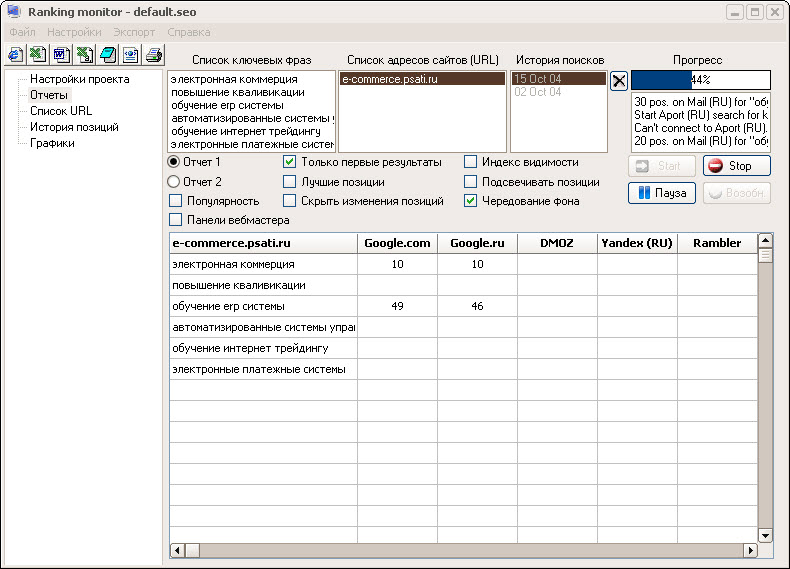 Ranking monitor - default.seo
Файл Настройки Экспорт Справка
Настройки проекта
Отчеты
Список URL
История позиций
Графики
Список ключевых фраз
электронная коммерция
повышение кваливикации
обучение erp системы
автоматизированные системы у
обучение интернет трейдингу
электронные платежные систем
Список адресов сайтов (URL)
e-commerce.psati.ru
История поисков
15 Oct 04
02 Oct 04
Прогресс
44%
30 pos. on Mail (RU) for "обу
Start Aport (RU) search for k
Can't connect to Aport (RU).
20 pos. on Mail (RU) for "обу
Start Stop
Пауза Возобн.
Отчет 1 Только первые результаты Индекс видимости
Отчет 2 Лучшие позиции Подсвечивать позиции
Популярность Скрыть изменения позиций Чередование фона
Панели вебмастера
e-commerce.psati.ru Google.com Google.ru DMOZ Yandex (RU) Rambler
электронная коммерция 10 10
повышение кваливикации
обучение erp системы 49 46
автоматизированные системы упра
обучение интернет трейдингу
электронные платежные системы